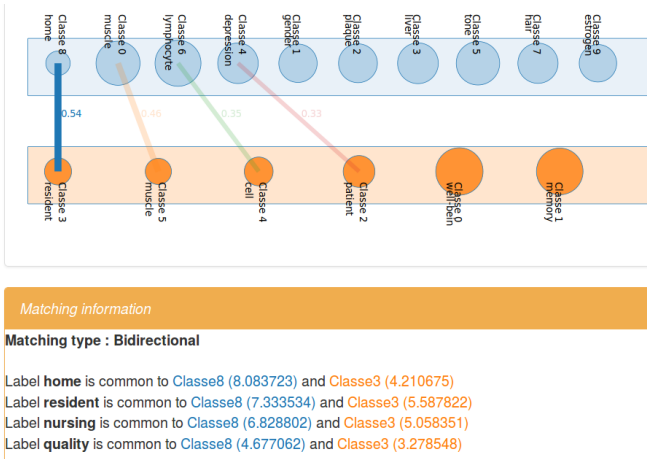 Classe 8
home
Classe 0
muscle
Classe 6
lymphocyte
Classe 4
depression
Classe 1
gender
Classe 2
plaque
Classe 3
liver
Classe 5
tone
Classe 7
hair
Classe 9
estrogen
0.54
0.46
0.35
0.33
Classe 3
resident
Classe 5
muscle
Classe 4
cell
Classe 2
patient
Classe 0
well-bein
Classe 1
memory
Matching information
Matching type : Bidirectional
Label home is common to Classe8 (8.083723) and Classe3 (4.210675)
Label resident is common to Classe8 (7.333534) and Classe3 (5.587822)
Label nursing is common to Classe8 (6.828802) and Classe3 (5.058351)
Label quality is common to Classe8 (4.677062) and Classe3 (3.278548)